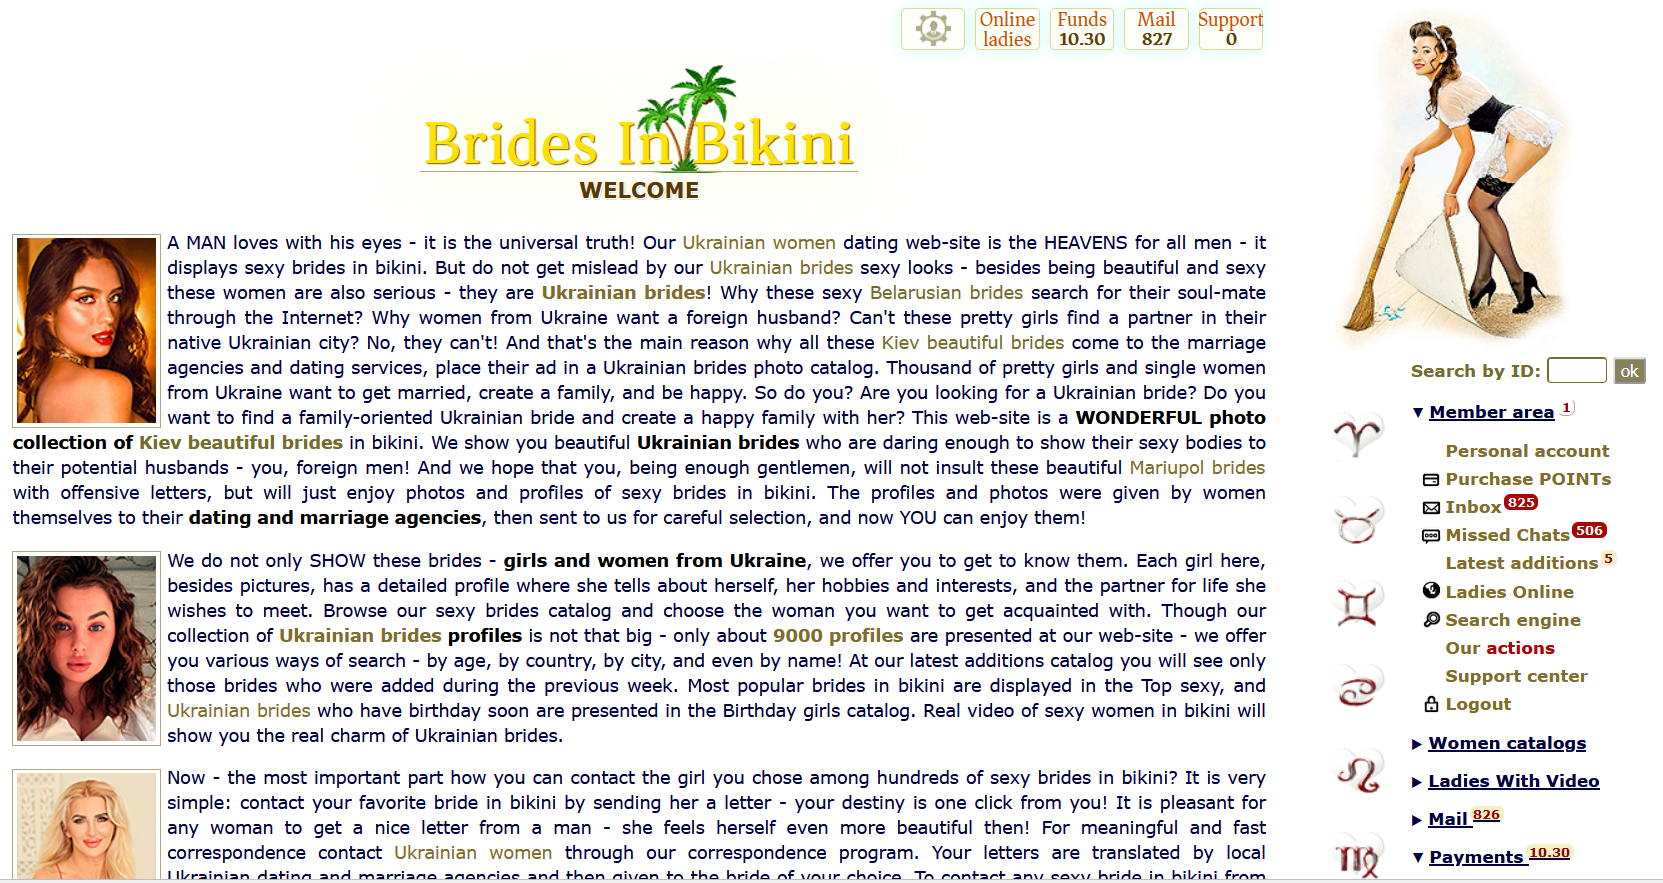 Online ladies
Funds 10.30
Mail 827
Support 0
Brides In Bikini
WELCOME
A MAN loves with his eyes - it is the universal truth! Our Ukrainian women dating web-site is the HEAVENS for all men - it
displays sexy brides in bikini. But do not get mislead by our Ukrainian brides sexy looks - besides being beautiful and sexy
these women are also serious - they are Ukrainian brides! Why these sexy Belarusian brides search for their soul-mate
through the Internet? Why women from Ukraine want a foreign husband? Can't these pretty girls find a partner in their
native Ukrainian city? No, they can't! And that's the main reason why all these Kiev beautiful brides come to the marriage
agencies and dating services, place their ad in a Ukrainian brides photo catalog. Thousand of pretty girls and single women
from Ukraine want to get married, create a family, and be happy. So do you? Are you looking for a Ukrainian bride? Do you
want to find a family-oriented Ukrainian bride and create a happy family with her? This web-site is a WONDERFUL photo
collection of Kiev beautiful brides in bikini. We show you beautiful Ukrainian brides who are daring enough to show their sexy bodies to
their potential husbands - you, foreign men! And we hope that you, being enough gentlemen, will not insult these beautiful Mariupol brides
with offensive letters, but will just enjoy photos and profiles of sexy brides in bikini. The profiles and photos were given by women
themselves to their dating and marriage agencies, then sent to us for careful selection, and now YOU can enjoy them!
We do not only SHOW these brides - girls and women from Ukraine, we offer you to get to know them. Each girl here,
besides pictures, has a detailed profile where she tells about herself, her hobbies and interests, and the partner for life she
wishes to meet. Browse our sexy brides catalog and choose the woman you want to get acquainted with. Though our
collection of Ukrainian brides profiles is not that big - only about 9000 profiles are presented at our web-site - we offer
you various ways of search - by age, by country, by city, and even by name! At our latest additions catalog you will see only
those brides who were added during the previous week. Most popular brides in bikini are displayed in the Top sexy, and
Ukrainian brides who have birthday soon are presented in the Birthday girls catalog. Real video of sexy women in bikini will
show you the real charm of Ukrainian brides.
Now - the most important part how you can contact the girl you chose among hundreds of sexy brides in bikini? It is very
simple: contact your favorite bride in bikini by sending her a letter - your destiny is one click from you! It is pleasant for
any woman to get a nice letter from a man - she feels herself even more beautiful then! For meaningful and fast
correspondence contact Ukrainian women through our correspondence program. Your letters are translated by local
Ukrainian dating and marriage agencies and then given to the bride of your choice. To contact any sexy bride in bikini from
Search by ID: ok
▼ Member area 1
Personal account
Purchase POINTs
Inbox 825
Missed Chats 506
Latest additions 5
Ladies Online
Search engine
Our actions
Support center
Logout
► Women catalogs
► Ladies With Video
► Mail 826
▼ Payments 10.30